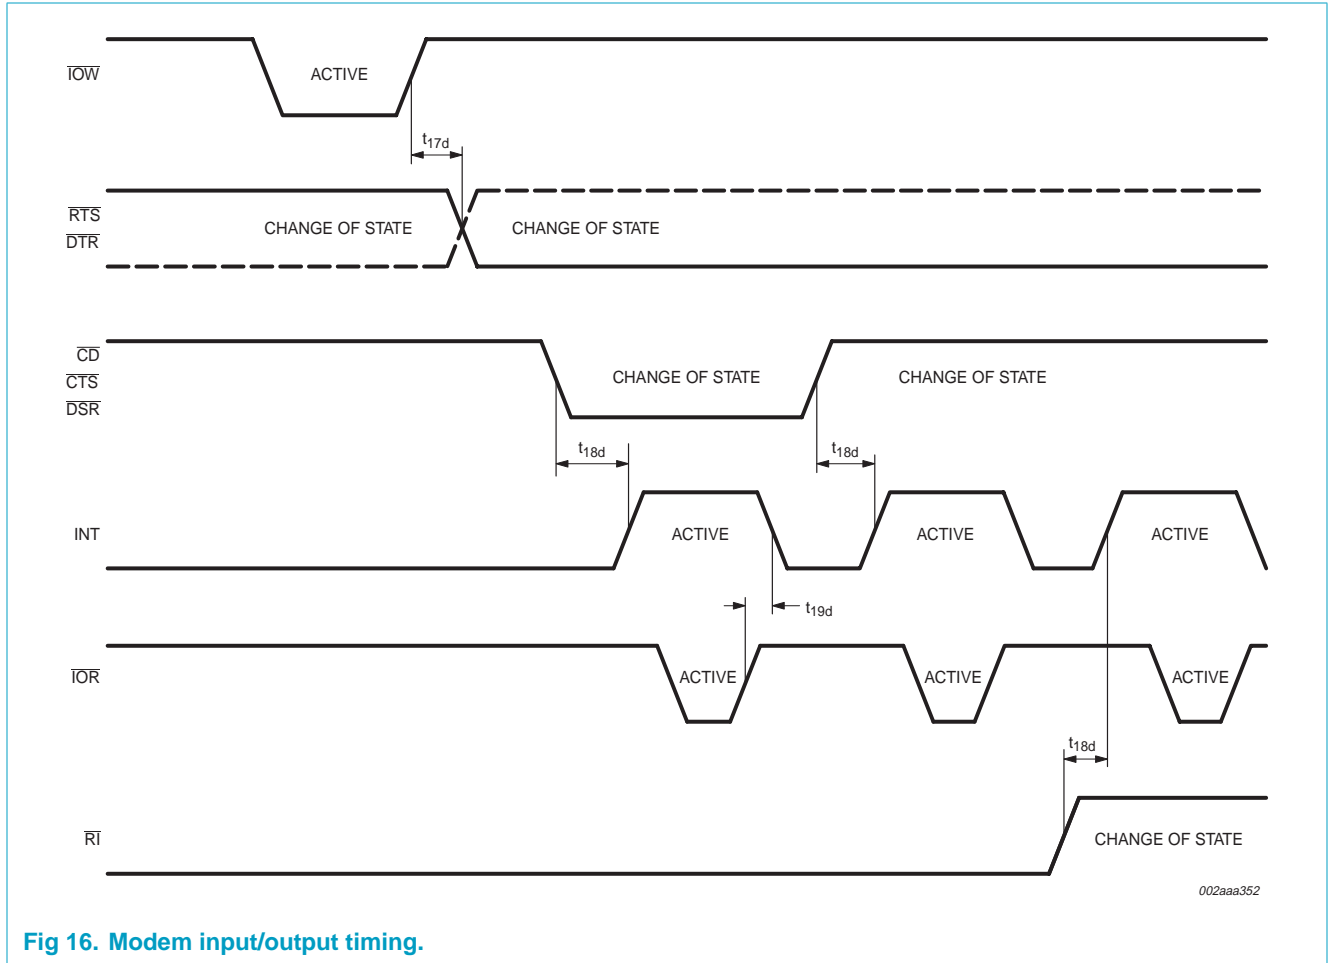 IOW
ACTIVE
t17d
RTS
DTR
CHANGE OF STATE CHANGE OF STATE
CD
CTS
DSR
CHANGE OF STATE CHANGE OF STATE
t18d t18d
INT ACTIVE ACTIVE ACTIVE
t19d
IOR ACTIVE ACTIVE ACTIVE
t18d
RI CHANGE OF STATE
002aaa352
Fig 16. Modem input/output timing.